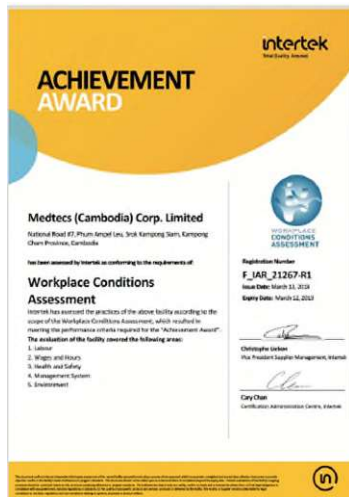 intertek
Total Quality. Assured.
ACHIEVEMENT
AWARD
Medtecs (Cambodia) Corp. Limited
National Road #7, Phum Ampel Leu, Srok Kampong Siam, Kampong
Cham Province, Cambodia
has been assessed by Intertek as conforming to the requirements of:
Workplace Conditions
Assessment
Intertek has assessed the practices of the above facility according to the
scope of the Workplace Conditions Assessment, which resulted in
meeting the performance criteria required for the "Achievement Award".
The evaluation of the facility covered the following areas:
1. Labour
2. Wages and Hours
3. Health and Safety
4. Management System
5. Environment
WORKPLACE
CONDITIONS
ASSESSMENT
Registration Number
F_IAR_21267-R1
Issue Date: March 13, 2018
Expiry Date: March 12, 2019
Christophe
Vice President Supplier Management, Intertek
Cary Chan
Certification Administration Centre, Intertek
in